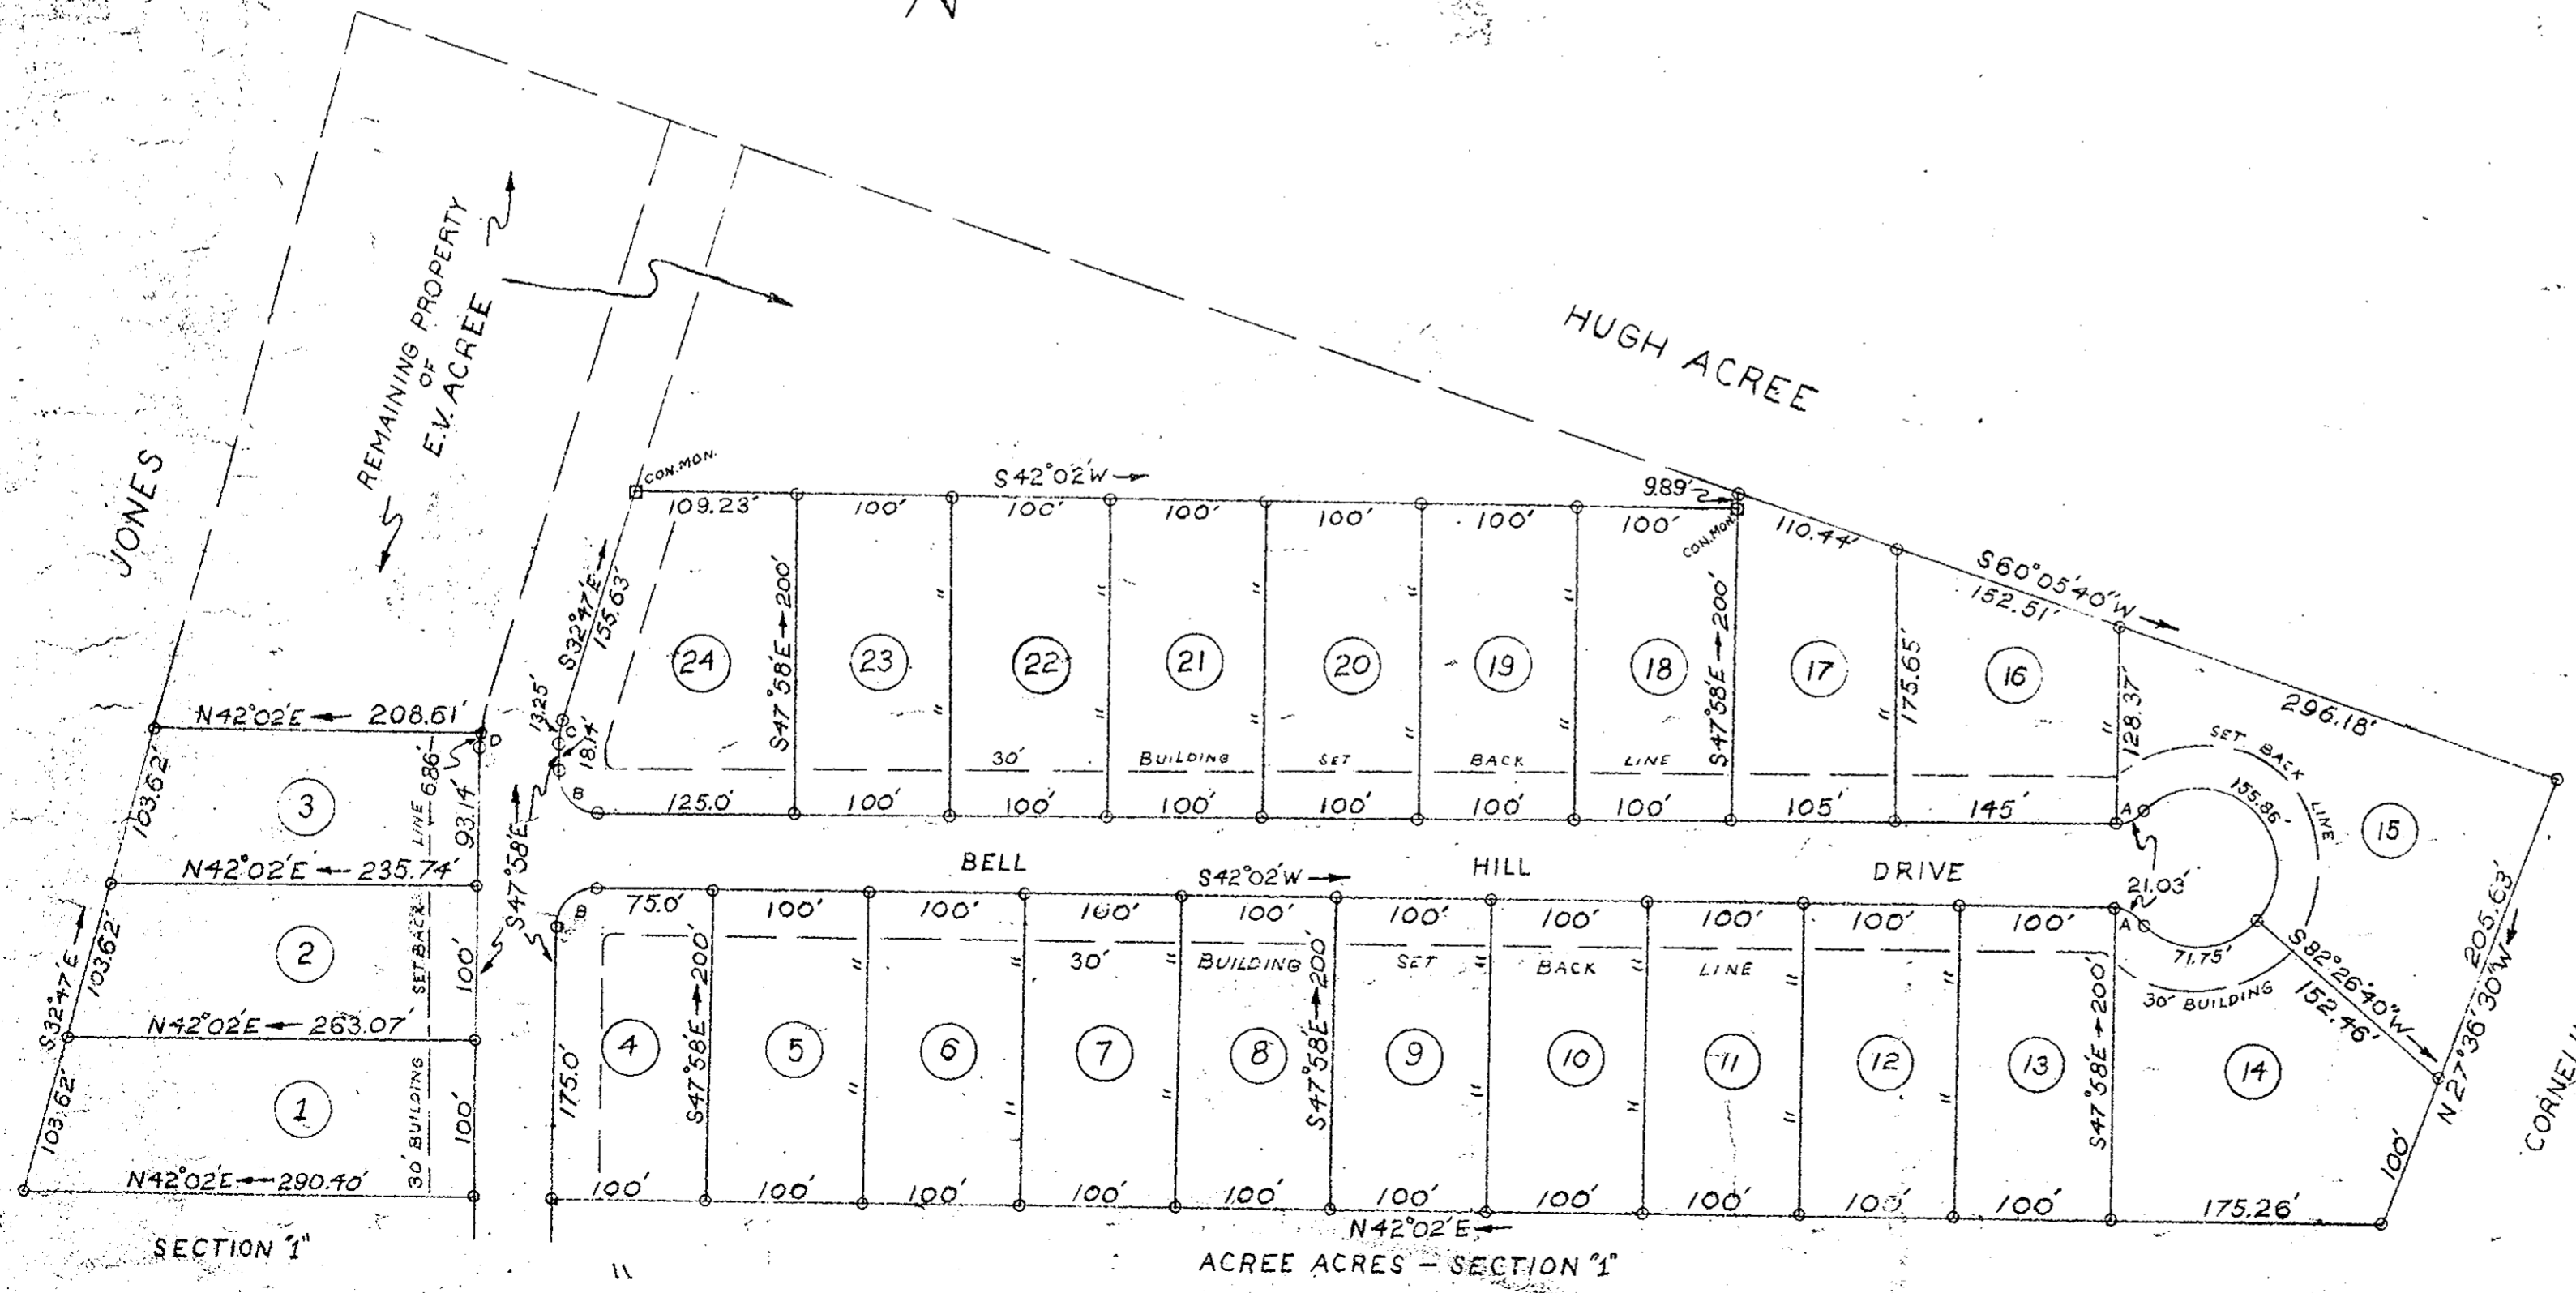 HUGH ACREE
JONES
REMAINING PROPERTY
OF
E.V. ACREE
CON. MON.
S42°02'W
9.89'
109.23'
100'
100'
100'
100'
100'
100'
CON. MON.
110.44'
S60°05'40"W
152.51'
296.18'
S32°47'E
155.63'
13.25'
C
18.14'
B
24
S47°58'E 200'
23
"
"
22
"
"
21
"
"
20
"
"
19
"
"
18
S47°58'E 200'
17
"
175.65'
16
"
128.37'
30' BUILDING SET BACK LINE
125.0'
100'
100'
100'
100'
100'
100'
105'
145'
A
SET BACK LINE
155.86'
15
205.63'
N27°36'30"W
N42°02'E 208.61'
D
6.86'
103.62'
3
93.14'
N42°02'E 235.74'
S47°58'E
S32°47'E
103.62'
2
100'
N42°02'E 263.07'
103.62'
1
100'
30' BUILDING SET BACK LINE
N42°02'E 290.40'
SECTION "1"
BELL HILL DRIVE
S42°02'W
21.03'
B
75.0'
100'
100'
100'
100'
100'
100'
100'
100'
100'
A
71.75'
30' BUILDING
S82°26'40"W
152.46'
30' BUILDING SET BACK LINE
175.0'
4
S47°58'E 200'
5
"
"
6
"
"
7
"
"
8
S47°58'E 200'
9
"
"
10
"
"
11
"
"
12
"
"
13
S47°58'E 200'
14
100'
100'
100'
100'
100'
100'
100'
100'
100'
100'
100'
175.26'
N42°02'E
ACREE ACRES – SECTION "1"
"